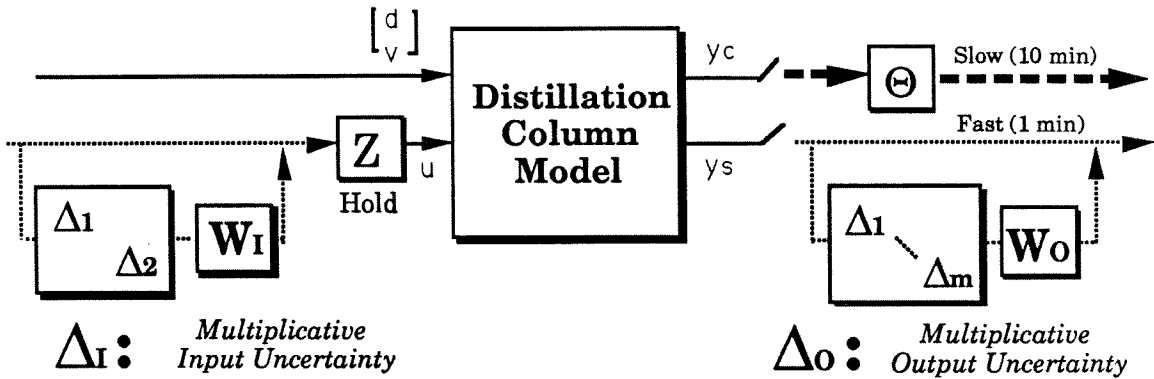 d
v
yc
Slow (10 min)
Θ
Distillation
Column
Model
Fast (1 min)
Z
u
ys
Hold
Δ1
Δ2
WI
Δ1
Δm
WO
ΔI: Multiplicative
Input Uncertainty
ΔO: Multiplicative
Output Uncertainty